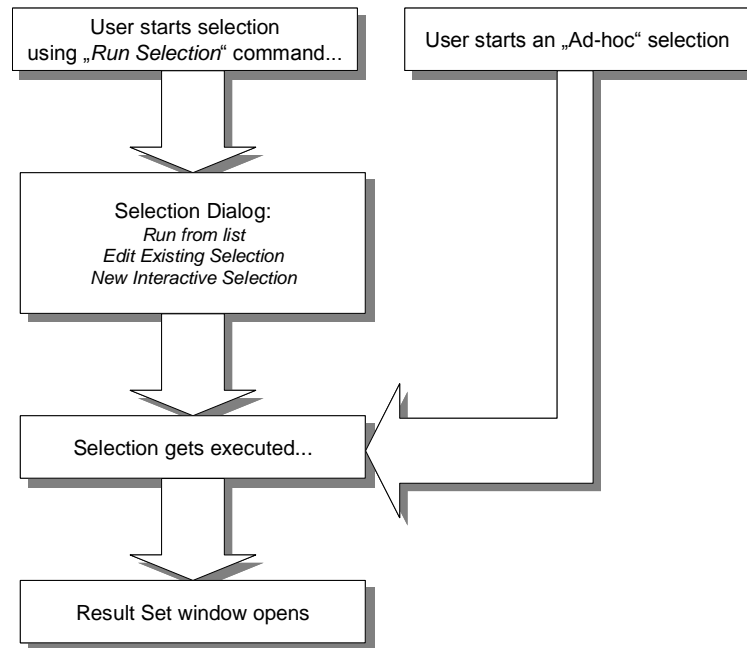 User starts selection
using „Run Selection“ command...
User starts an „Ad-hoc“ selection
Selection Dialog:
Run from list
Edit Existing Selection
New Interactive Selection
Selection gets executed...
Result Set window opens